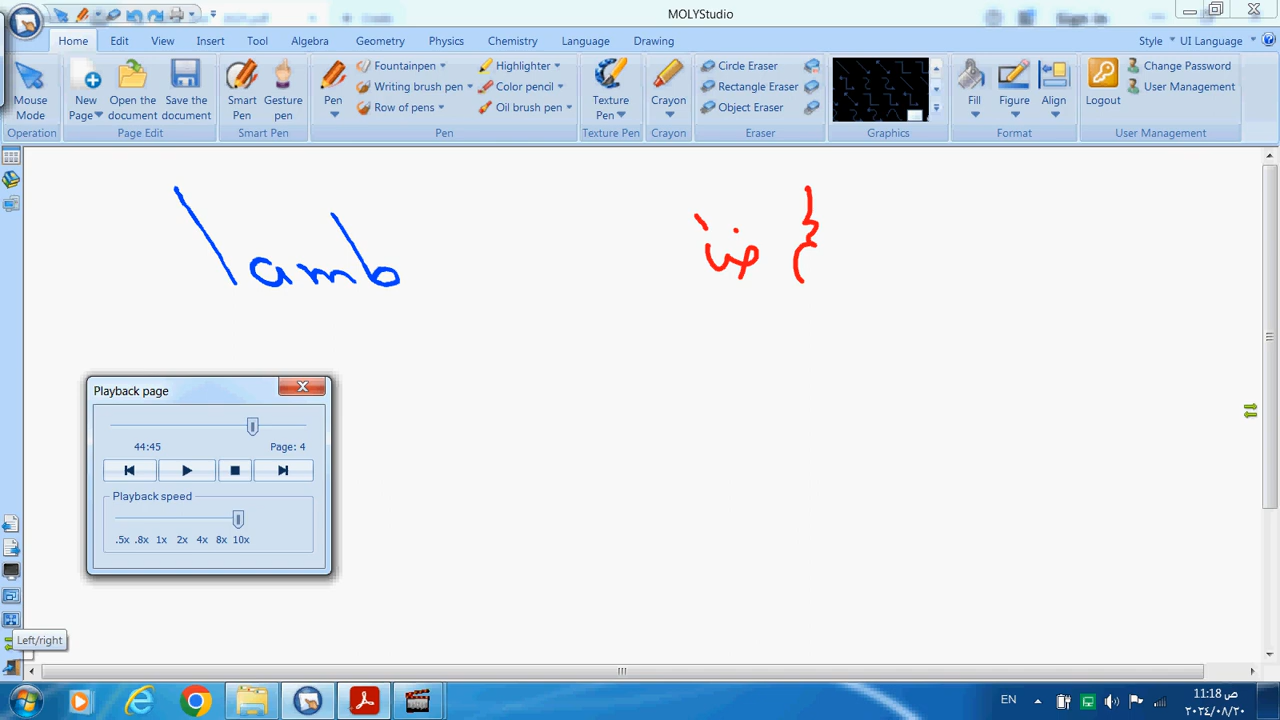 MOLYStudio
Home Edit View Insert Tool Algebra Geometry Physics Chemistry Language Drawing Style UI Language
Mouse Mode
New Page
Open the document
Save the document
Smart Pen
Gesture pen
Pen
Fountainpen
Writing brush pen
Row of pens
Highlighter
Color pencil
Oil brush pen
Texture Pen
Crayon
Circle Eraser
Rectangle Eraser
Object Eraser
Fill
Figure
Align
Logout
Change Password
User Management
Operation Page Edit Smart Pen Pen Texture Pen Crayon Eraser Graphics Format User Management
lamb
Playback page
44:45 Page: 4
Playback speed
.5x .8x 1x 2x 4x 8x 10x
Left/right
EN
11:18 ص
٢٠٢٤/٠٨/٢٠